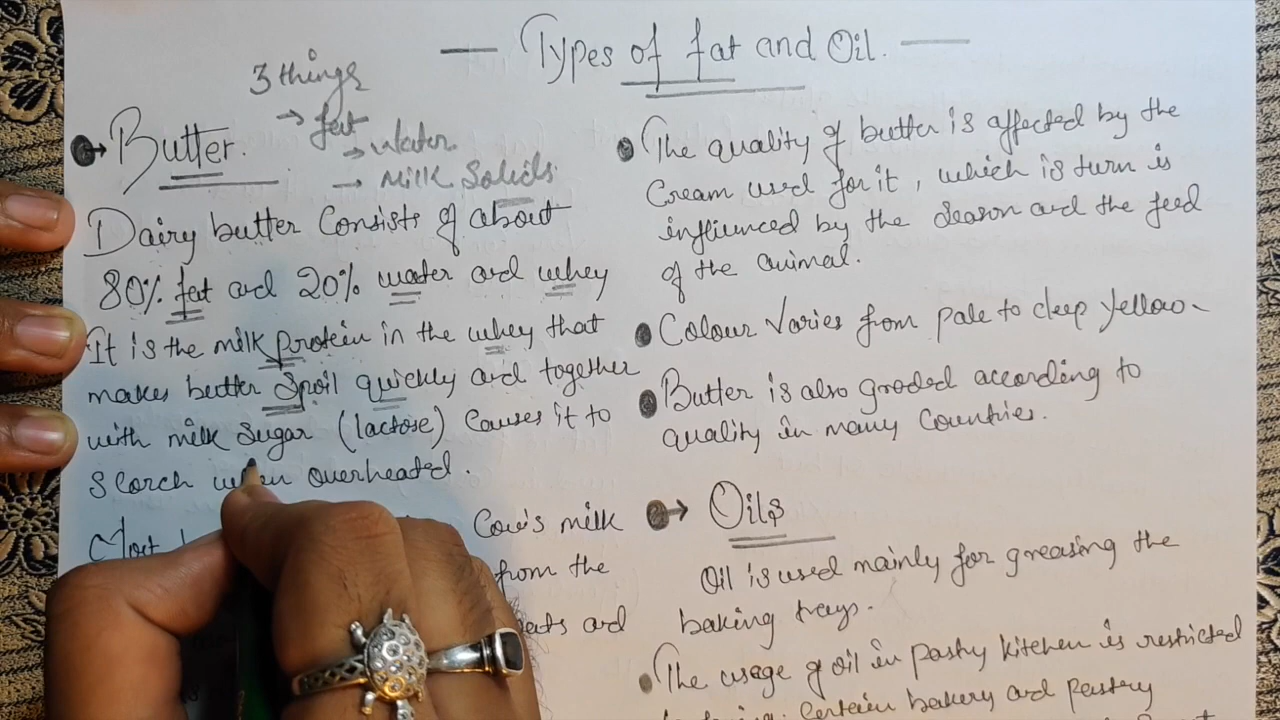 Types of fat and Oil.
3 things
→ fat
→ Water.
→ Milk Solids
Butter.
Dairy butter Consists of about
80% fat and 20% water and whey
It is the milk protein in the whey that
makes butter Spoil quickly and together
with milk Sugar (lactose) Causes it to
Scorch when overheated.
Cow's milk
from the
and
The quality of butter is affected by the
Cream used for it, which is turn is
influenced by the Season and the feed
of the animal.
Colour Varies from pale to deep yellow
Butter is also graded according to
quality in many Countries.
Oils
Oil is used mainly for greasing the
baking trays.
The usage of oil in pastry kitchen is restricted
Certain bakery and pastry